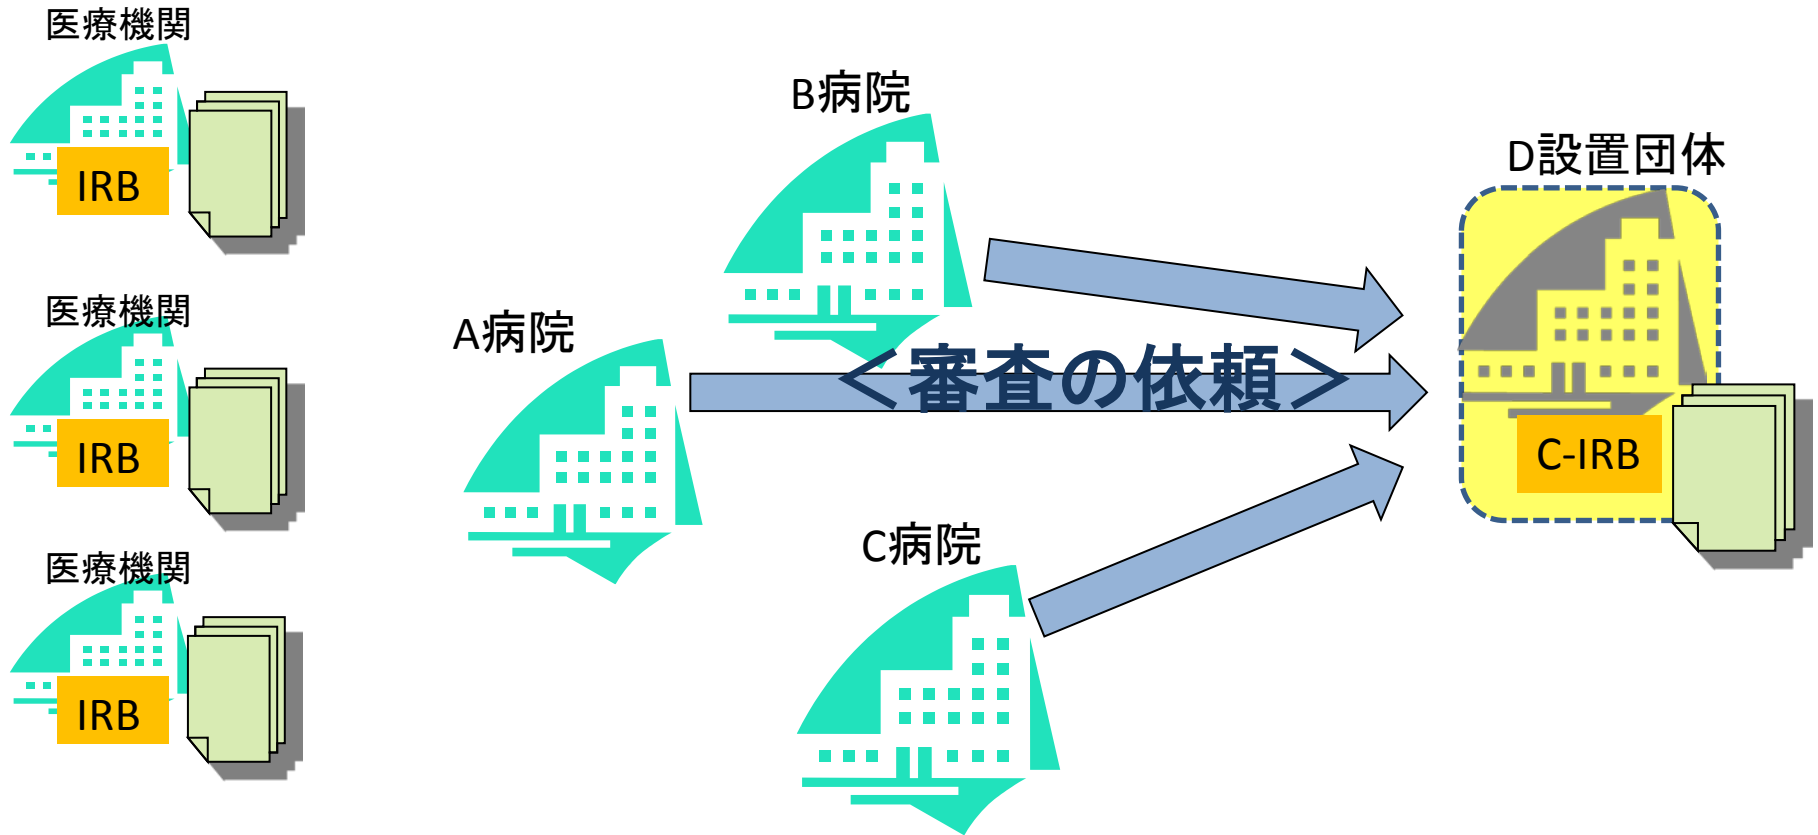 医療機関
IRB
医療機関
IRB
医療機関
IRB
B病院
A病院
C病院
<審査の依頼>
D設置団体
C-IRB